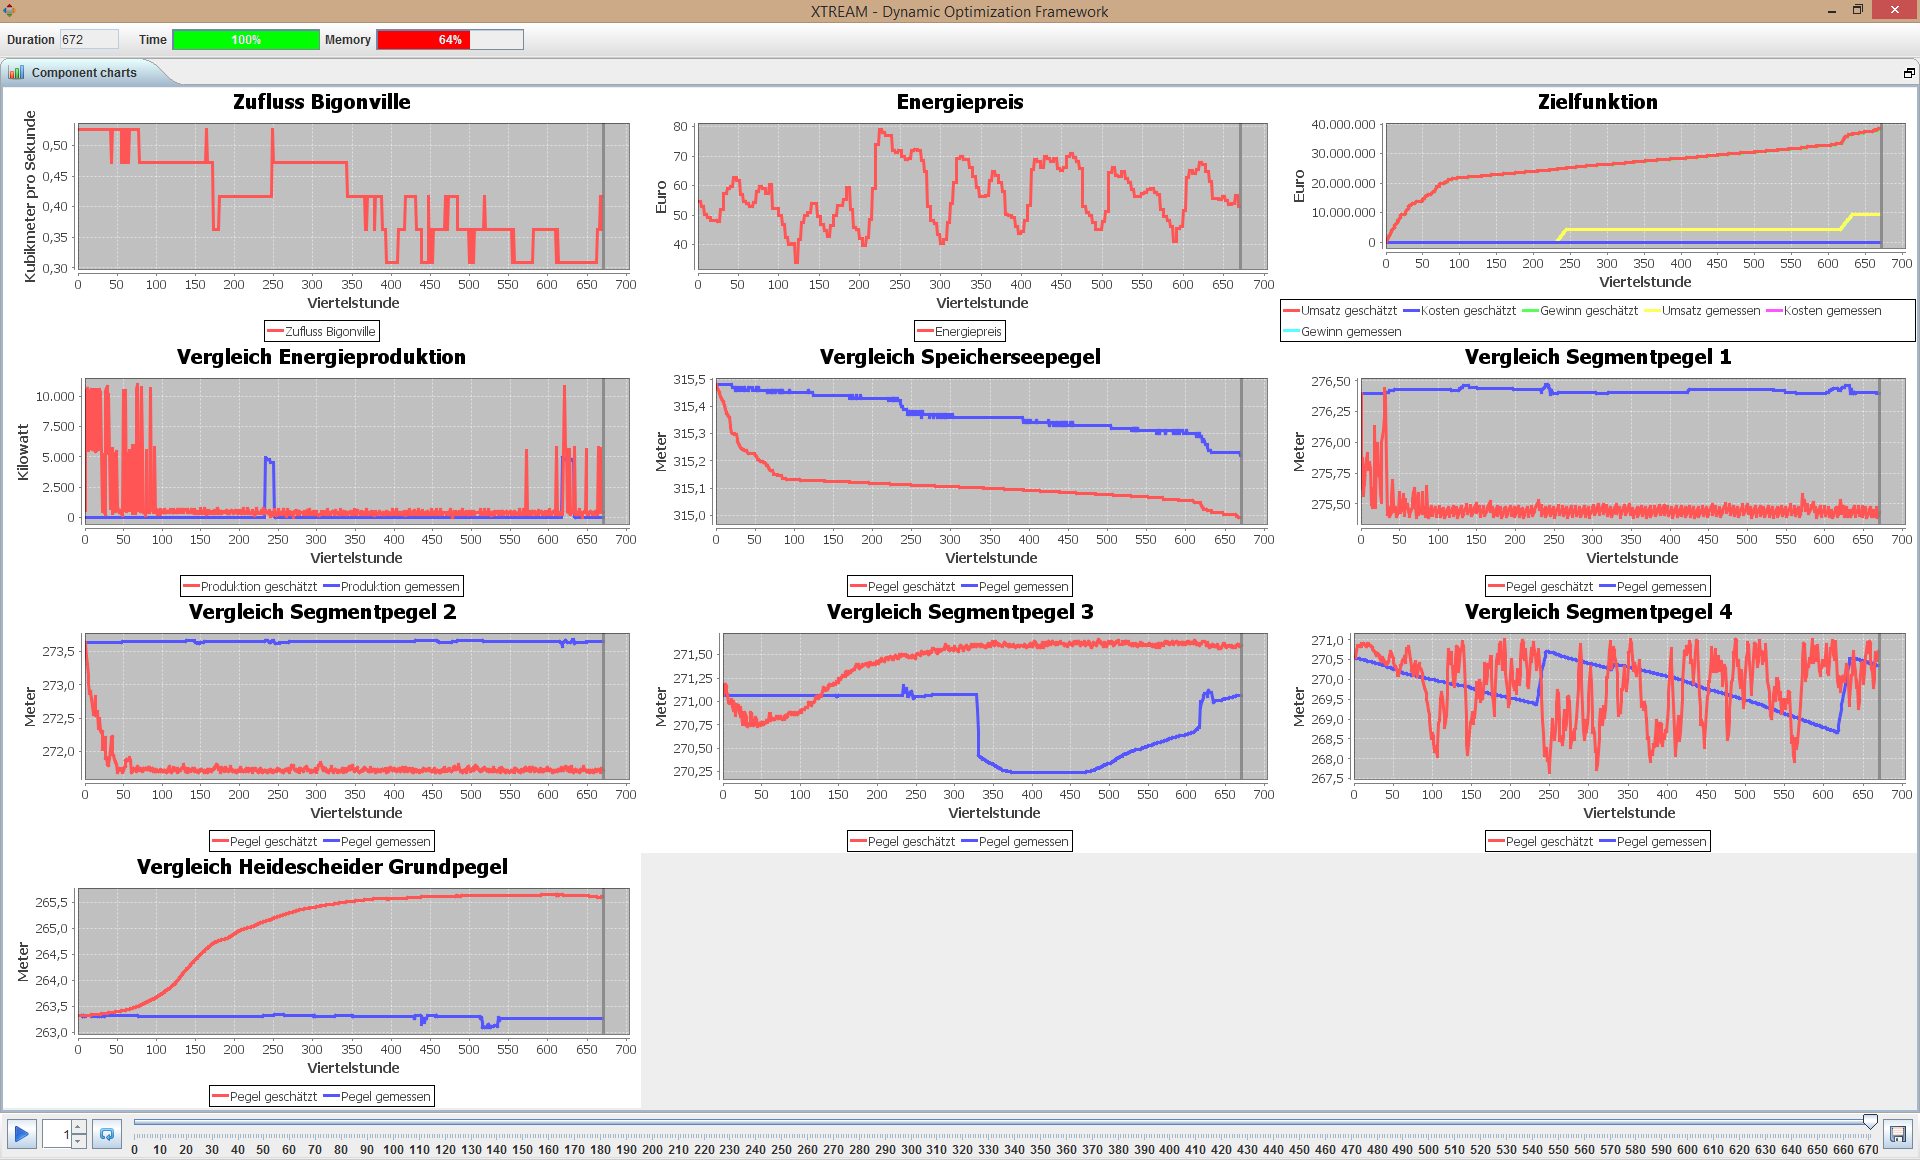 XTREAM - Dynamic Optimization Framework
Duration 672 Time 100% Memory 64%
Component charts
Zufluss Bigonville
Kubikmeter pro Sekunde
0,50
0,45
0,40
0,35
0,30
0 50 100 150 200 250 300 350 400 450 500 550 600 650 700
Viertelstunde
Zufluss Bigonville
Energiepreis
Euro
80
70
60
50
40
0 50 100 150 200 250 300 350 400 450 500 550 600 650 700
Viertelstunde
Energiepreis
Zielfunktion
Euro
40.000.000
30.000.000
20.000.000
10.000.000
0
0 50 100 150 200 250 300 350 400 450 500 550 600 650 700
Viertelstunde
Umsatz geschätzt Kosten geschätzt Gewinn geschätzt Umsatz gemessen Kosten gemessen
Gewinn gemessen
Vergleich Energieproduktion
Kilowatt
10.000
7.500
5.000
2.500
0
0 50 100 150 200 250 300 350 400 450 500 550 600 650 700
Viertelstunde
Produktion geschätzt Produktion gemessen
Vergleich Speicherseepegel
Meter
315,5
315,4
315,3
315,2
315,1
315,0
0 50 100 150 200 250 300 350 400 450 500 550 600 650 700
Viertelstunde
Pegel geschätzt Pegel gemessen
Vergleich Segmentpegel 1
Meter
276,50
276,25
276,00
275,75
275,50
0 50 100 150 200 250 300 350 400 450 500 550 600 650 700
Viertelstunde
Pegel geschätzt Pegel gemessen
Vergleich Segmentpegel 2
Meter
273,5
273,0
272,5
272,0
0 50 100 150 200 250 300 350 400 450 500 550 600 650 700
Viertelstunde
Pegel geschätzt Pegel gemessen
Vergleich Segmentpegel 3
Meter
271,50
271,25
271,00
270,75
270,50
270,25
0 50 100 150 200 250 300 350 400 450 500 550 600 650 700
Viertelstunde
Pegel geschätzt Pegel gemessen
Vergleich Segmentpegel 4
Meter
271,0
270,5
270,0
269,5
269,0
268,5
268,0
267,5
0 50 100 150 200 250 300 350 400 450 500 550 600 650 700
Viertelstunde
Pegel geschätzt Pegel gemessen
Vergleich Heidescheider Grundpegel
Meter
265,5
265,0
264,5
264,0
263,5
263,0
0 50 100 150 200 250 300 350 400 450 500 550 600 650 700
Viertelstunde
Pegel geschätzt Pegel gemessen
1
0 10 20 30 40 50 60 70 80 90 100 110 120 130 140 150 160 170 180 190 200 210 220 230 240 250 260 270 280 290 300 310 320 330 340 350 360 370 380 390 400 410 420 430 440 450 460 470 480 490 500 510 520 530 540 550 560 570 580 590 600 610 620 630 640 650 660 670